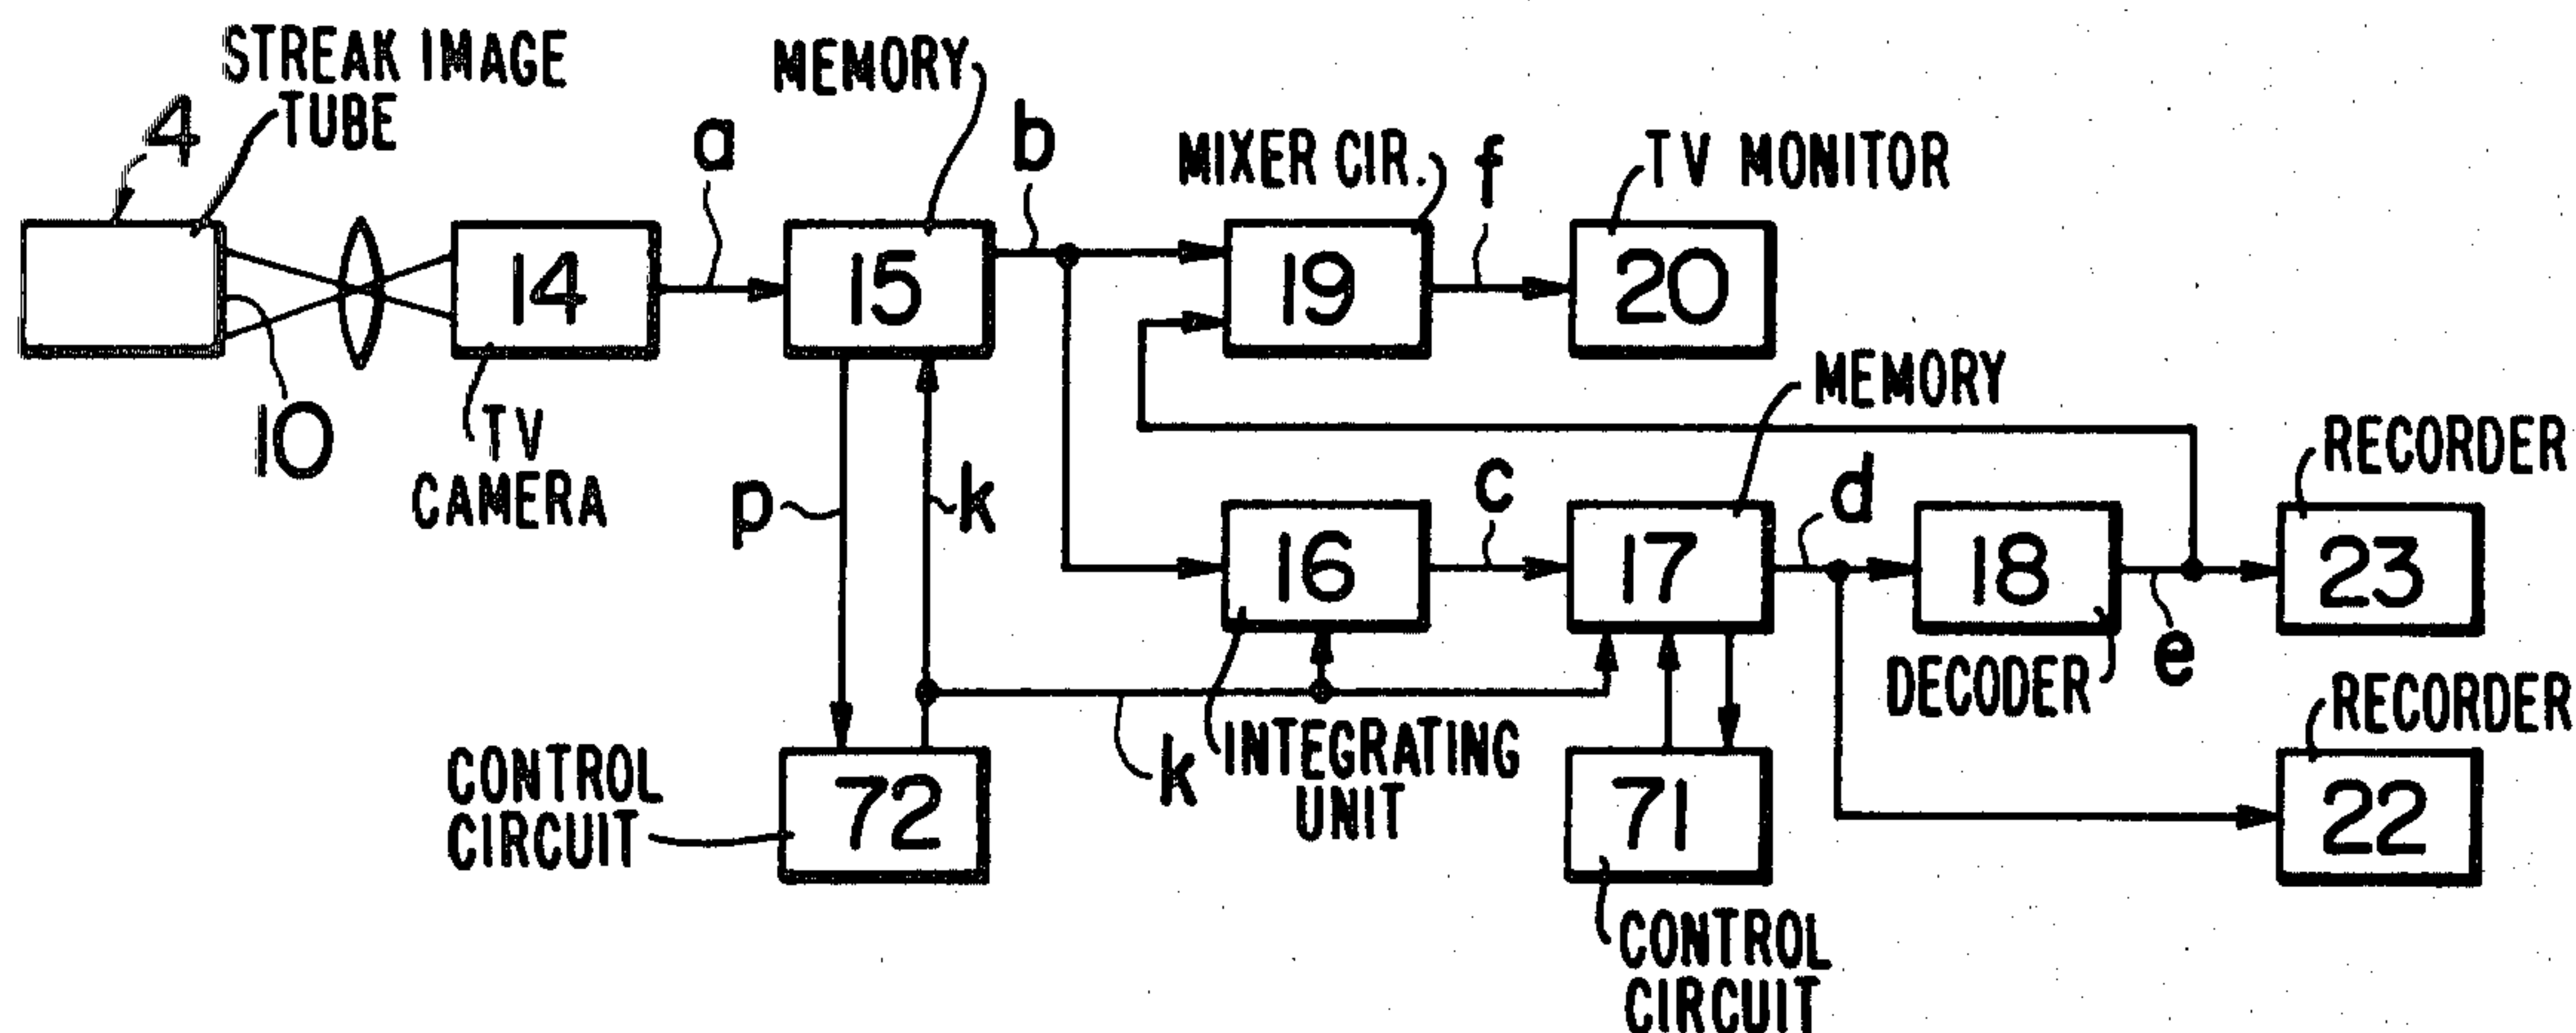 STREAK IMAGE
TUBE
4
10
TV
CAMERA
14
a
MEMORY
15
b
MIXER CIR.
19
f
TV MONITOR
20
p
k
CONTROL
CIRCUIT
72
k
16
INTEGRATING
UNIT
c
MEMORY
17
d
18
DECODER
e
RECORDER
23
RECORDER
22
71
CONTROL
CIRCUIT